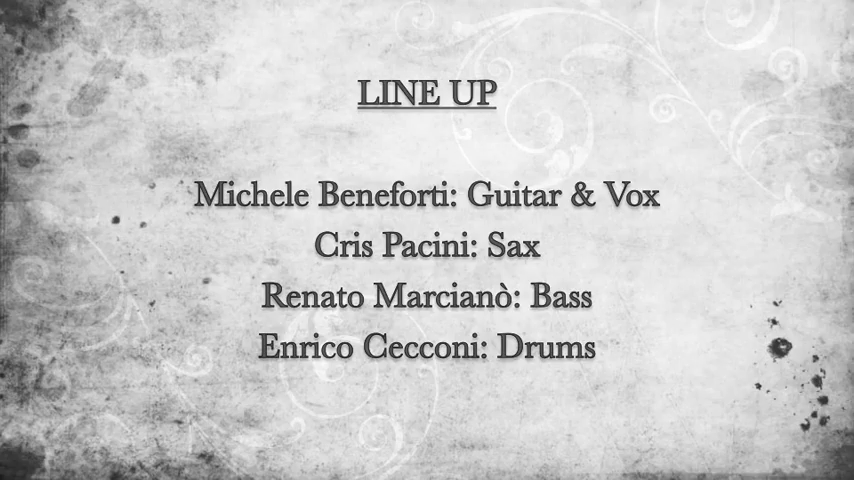 LINE UP
Michele Beneforti: Guitar & Vox
Cris Pacini: Sax
Renato Marcianò: Bass
Enrico Cecconi: Drums